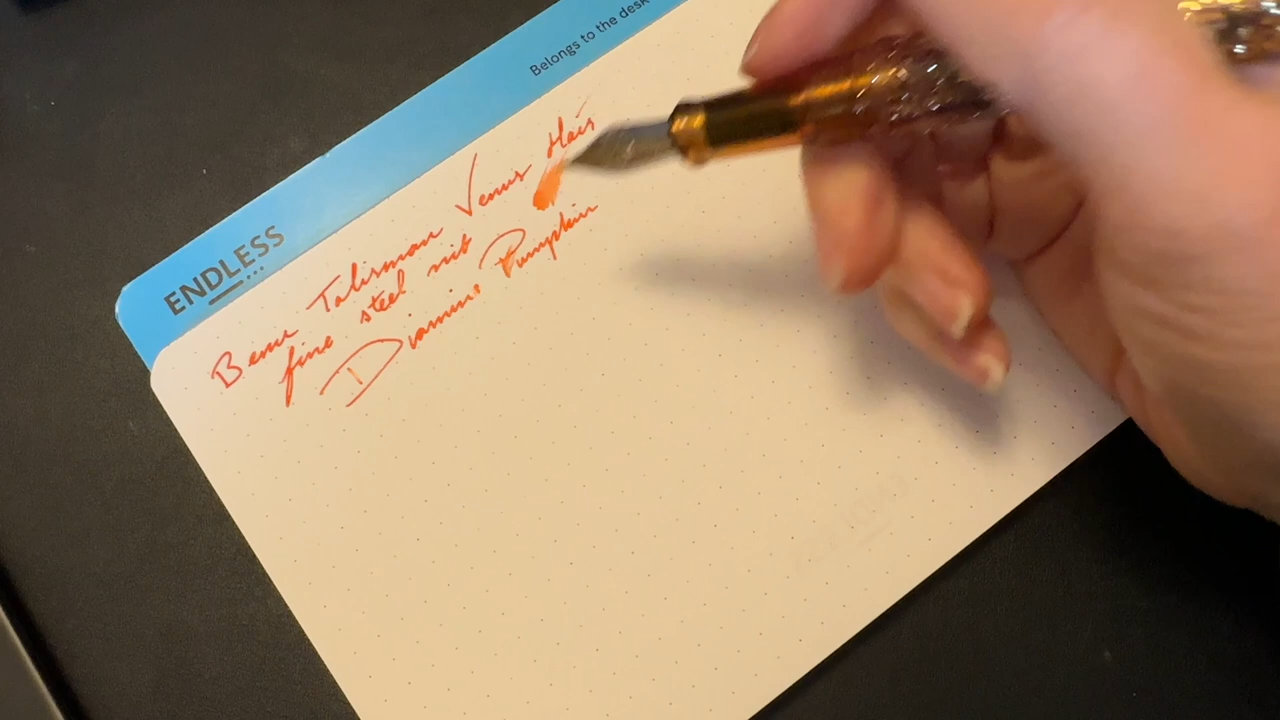 Belongs to the desk
ENDLESS
Benu Talisman Venus Hair
fine steel nib
Diamine Pumpkin